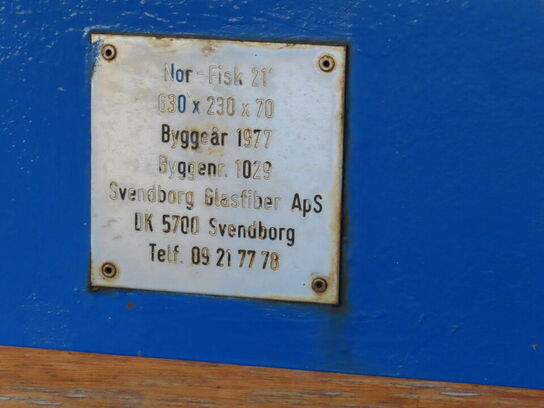 Nor-Fisk 21'
630 x 230 x 70
Byggeår 1977
Byggenr. 1029
Svendborg Glasfiber ApS
DK 5700 Svendborg
Telf. 09 21 77 78